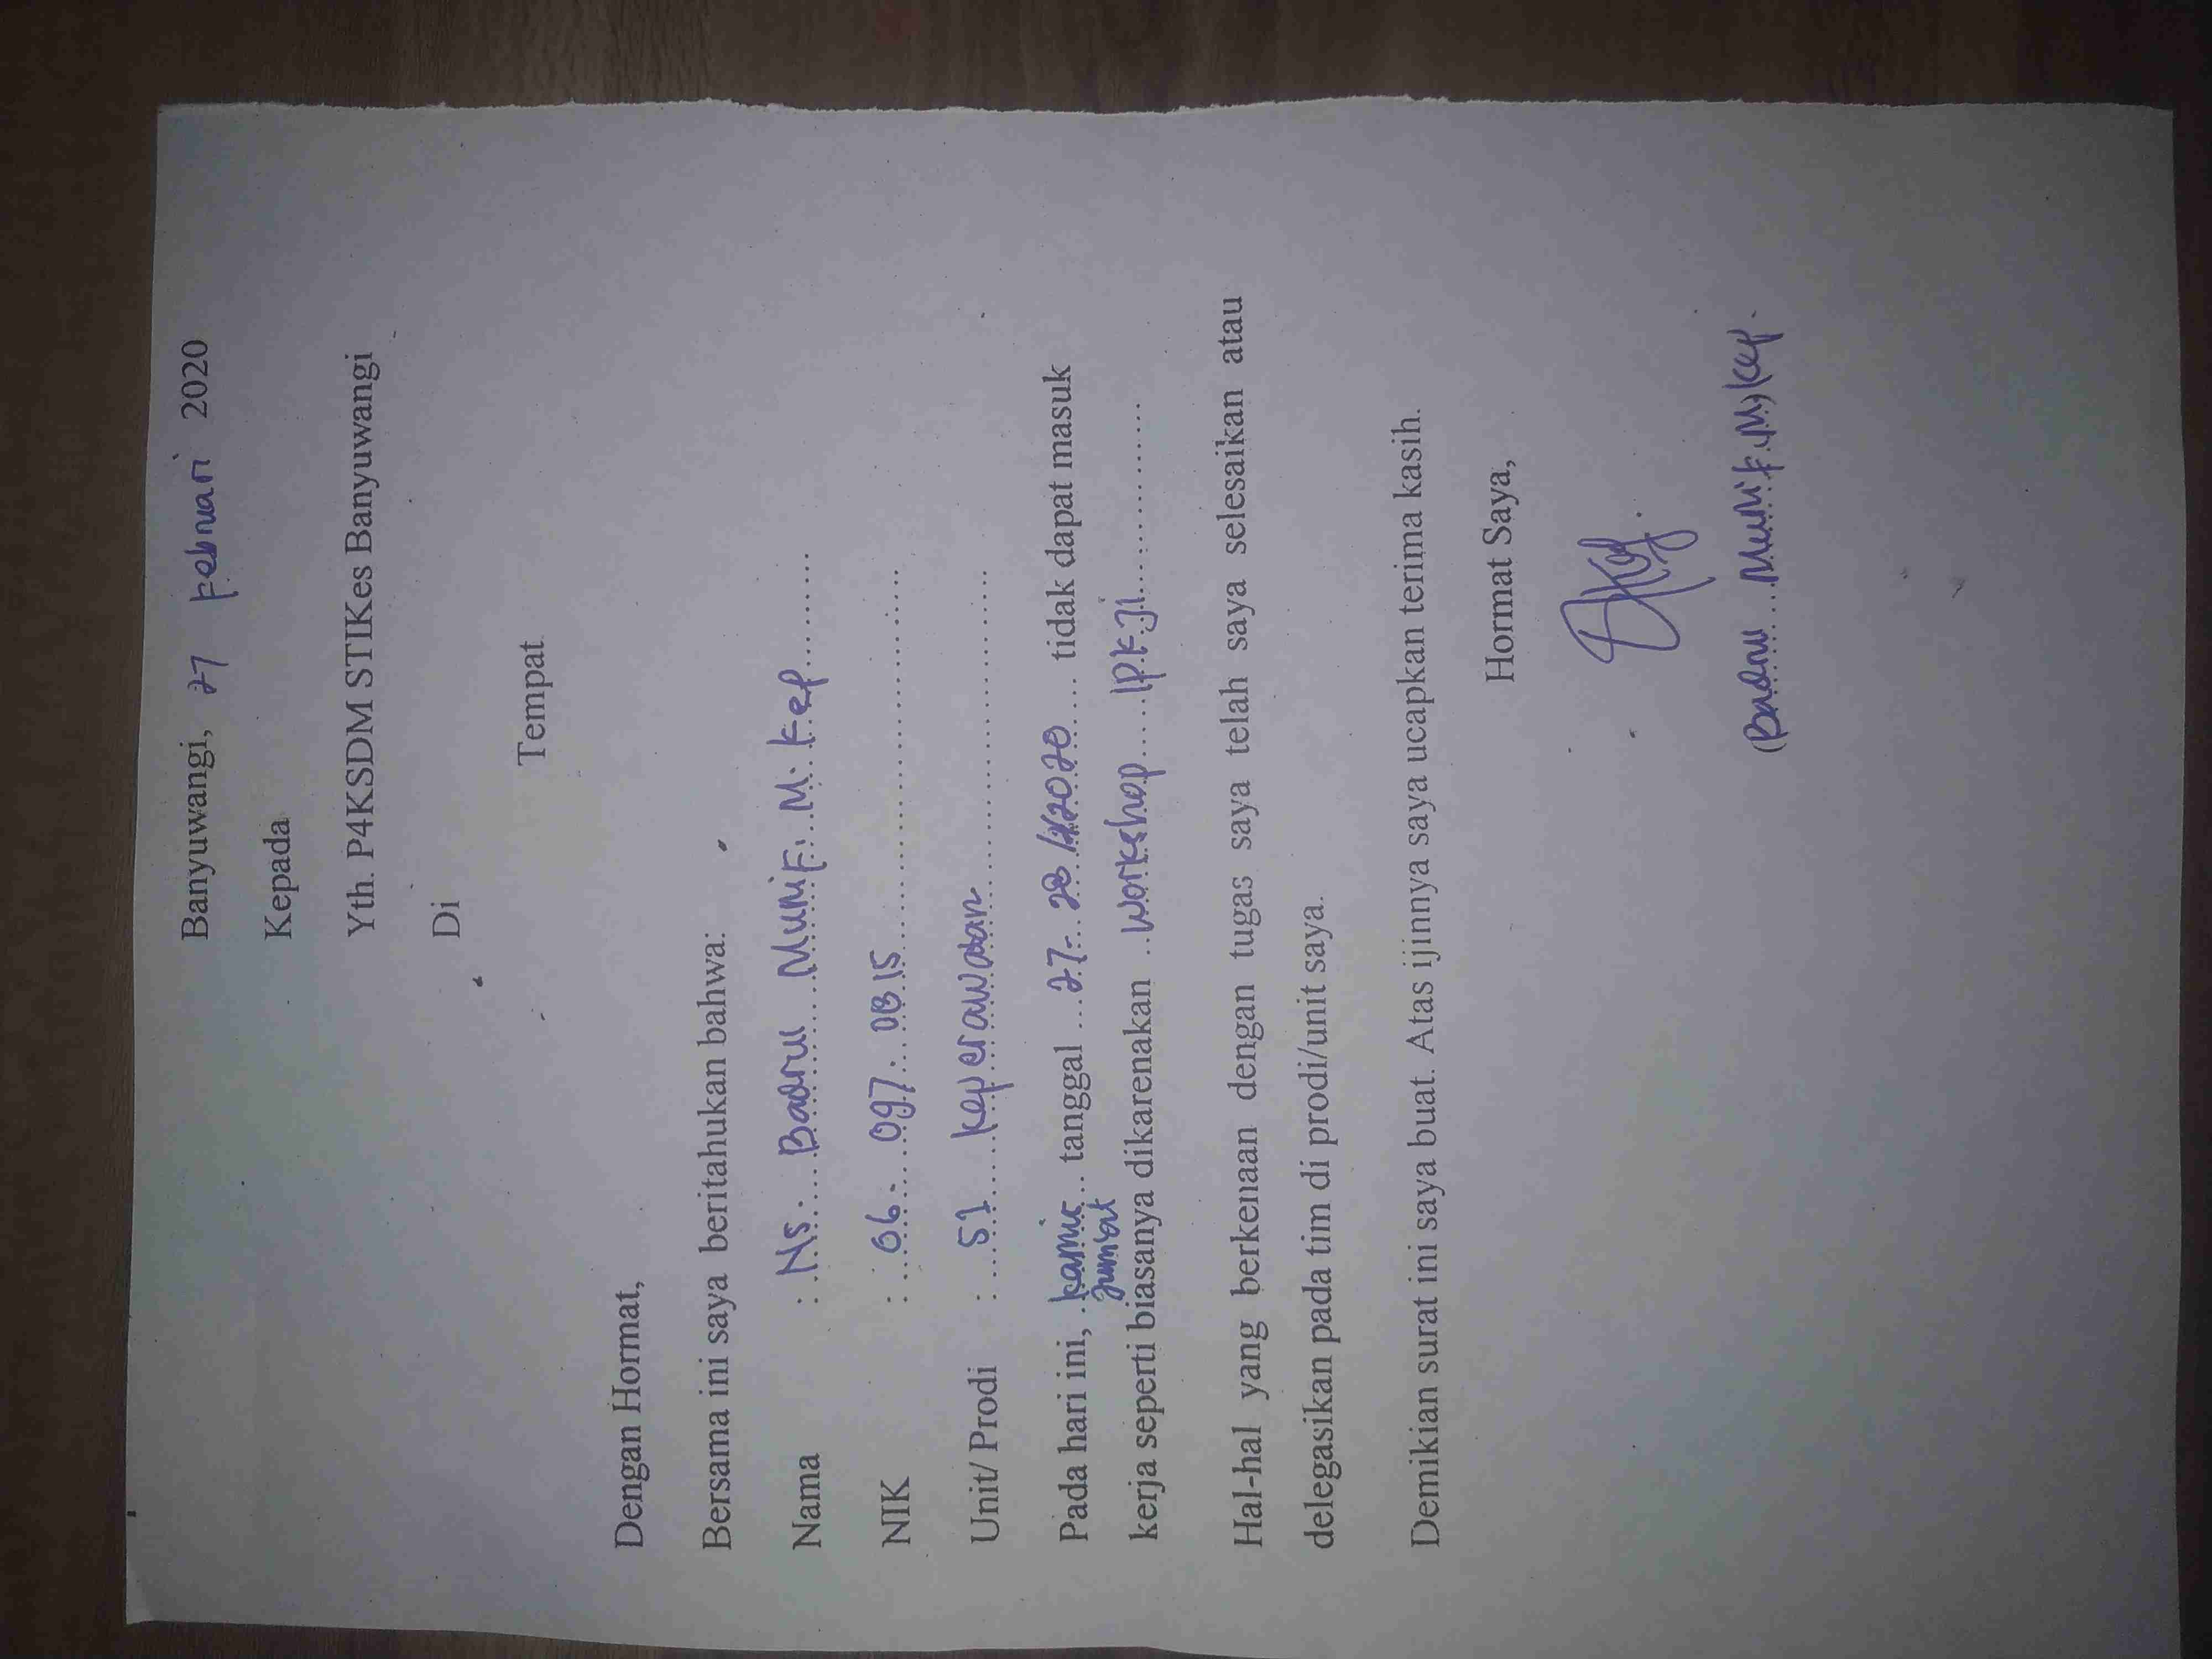 Banyuwangi, 27 Februari 2020
Kepada
Yth. P4KSDM STIKes Banyuwangi
Di
Tempat
Dengan Hormat,
Bersama ini saya beritahukan bahwa:
Nama : Ns. Badrul Munif. M. Kep
NIK : 06. 097. 0815
Unit/ Prodi : S1 Keperawatan
Pada hari ini, kamis tanggal 27- 28 /2/2020 tidak dapat masuk
Jumat
kerja seperti biasanya dikarenakan Workshop IPKJI
Hal-hal yang berkenaan dengan tugas saya telah saya selesaikan atau
delegasikan pada tim di prodi/unit saya.
Demikian surat ini saya buat. Atas ijinnya saya ucapkan terima kasih.
Hormat Saya,
(Badrul Munif. M) Kep.